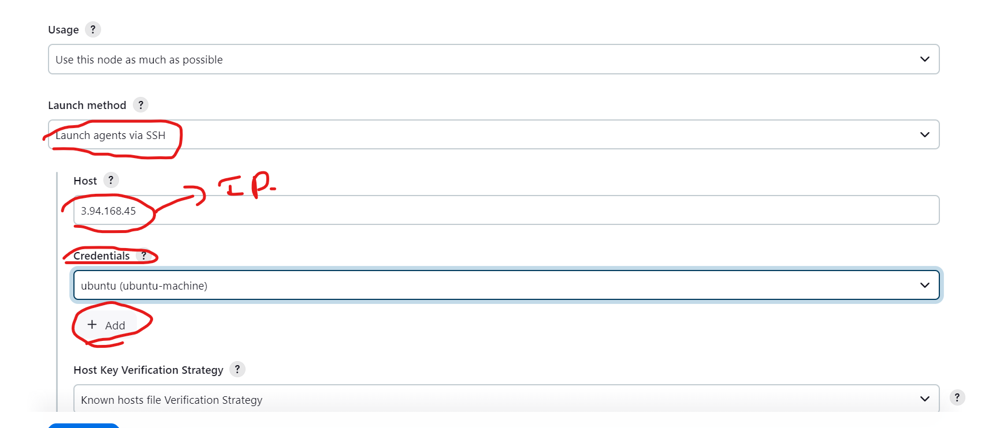 Usage ?
Use this node as much as possible
Launch method ?
Launch agents via SSH
Host ?
IP.
3.94.168.45
Credentials ?
ubuntu (ubuntu-machine)
+ Add
Host Key Verification Strategy ?
Known hosts file Verification Strategy ?